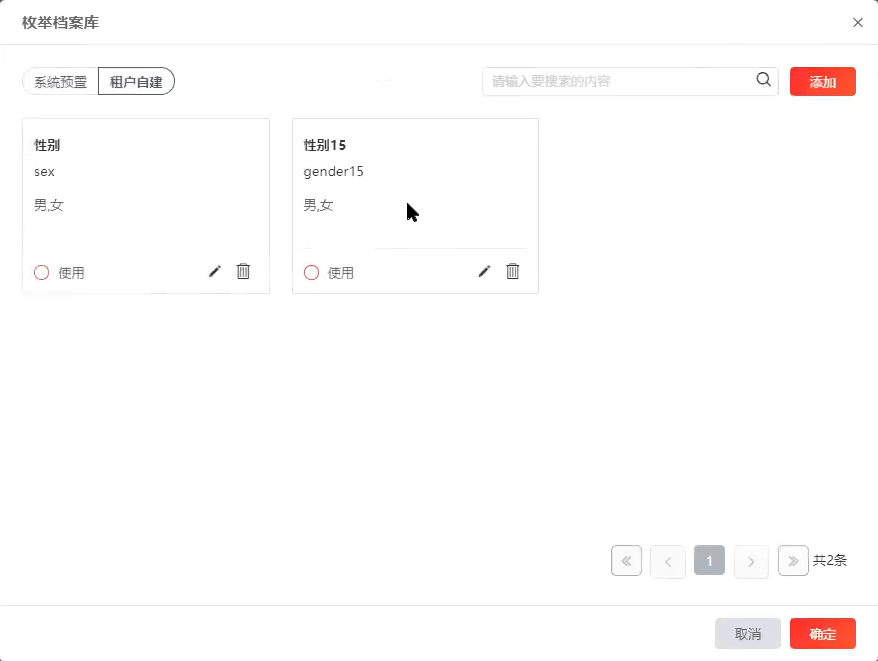 枚举档案库
系统预置 租户自建 请输入要搜索的内容 添加
性别 性别15
sex gender15
男,女 男,女
使用 使用
1 共2条
取消 确定